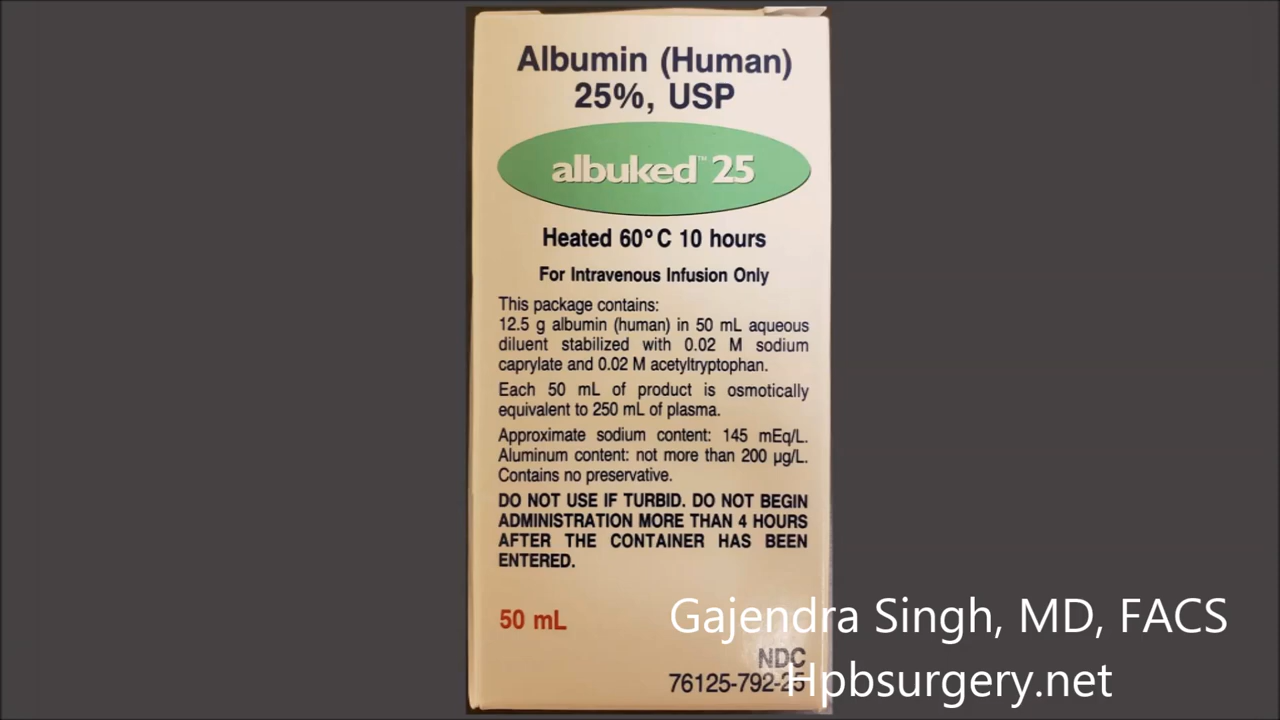 Albumin (Human)
25%, USP
albuked™ 25
Heated 60° C 10 hours
For Intravenous Infusion Only
This package contains:
12.5 g albumin (human) in 50 mL aqueous
diluent stabilized with 0.02 M sodium
caprylate and 0.02 M acetyltryptophan.
Each 50 mL of product is osmotically
equivalent to 250 mL of plasma.
Approximate sodium content: 145 mEq/L.
Aluminum content: not more than 200 µg/L.
Contains no preservative.
DO NOT USE IF TURBID. DO NOT BEGIN
ADMINISTRATION MORE THAN 4 HOURS
AFTER THE CONTAINER HAS BEEN
ENTERED.
50 mL
Gajendra Singh, MD, FACS
NDC
76125-792-25
Hpbsurgery.net